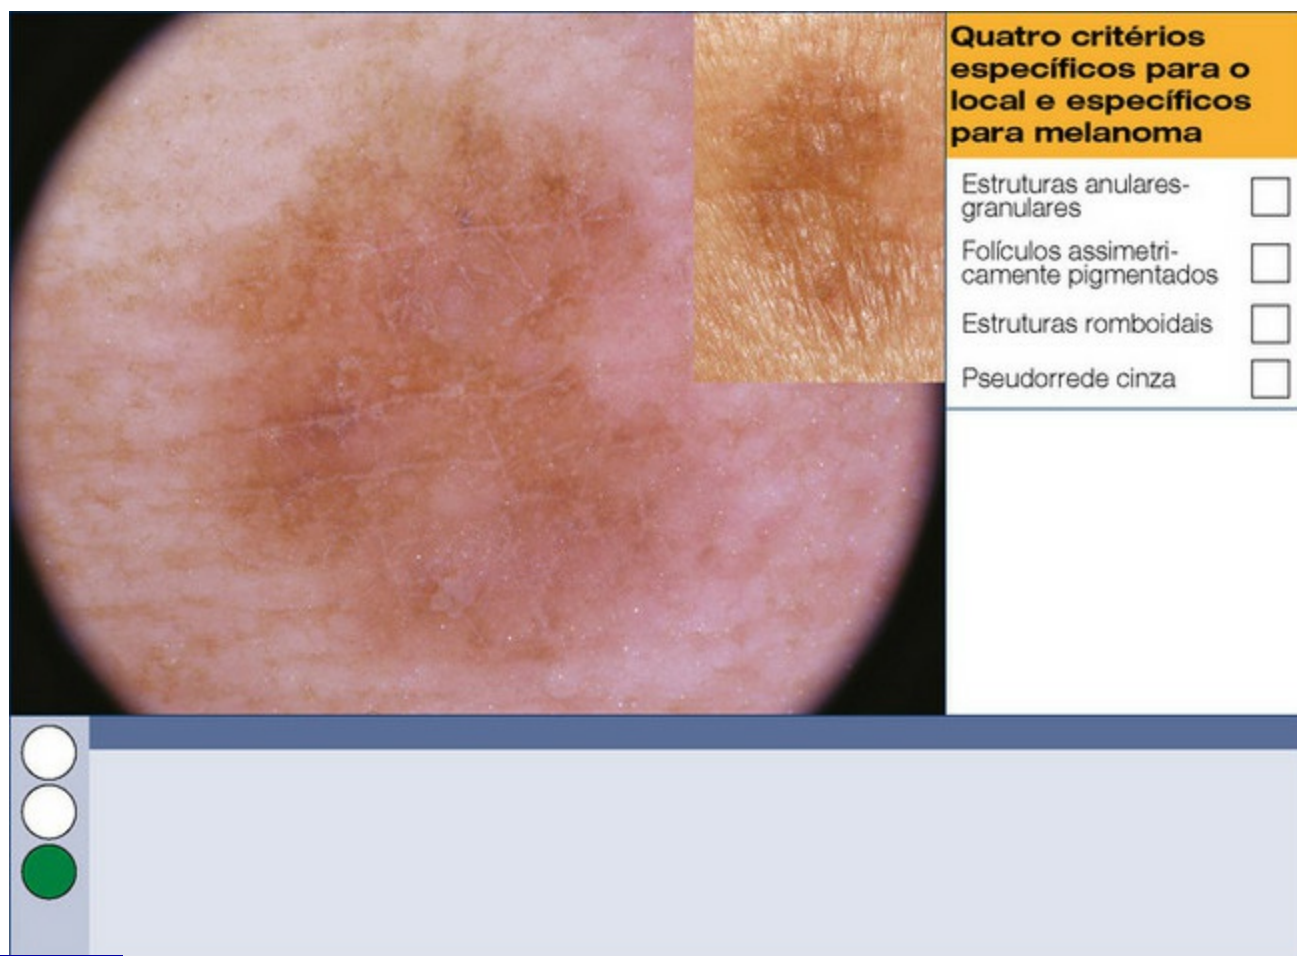 Quatro critérios
específicos para o
local e específicos
para melanoma
Estruturas anulares-
granulares
Folículos assimetri-
camente pigmentados
Estruturas romboidais
Pseudorrede cinza